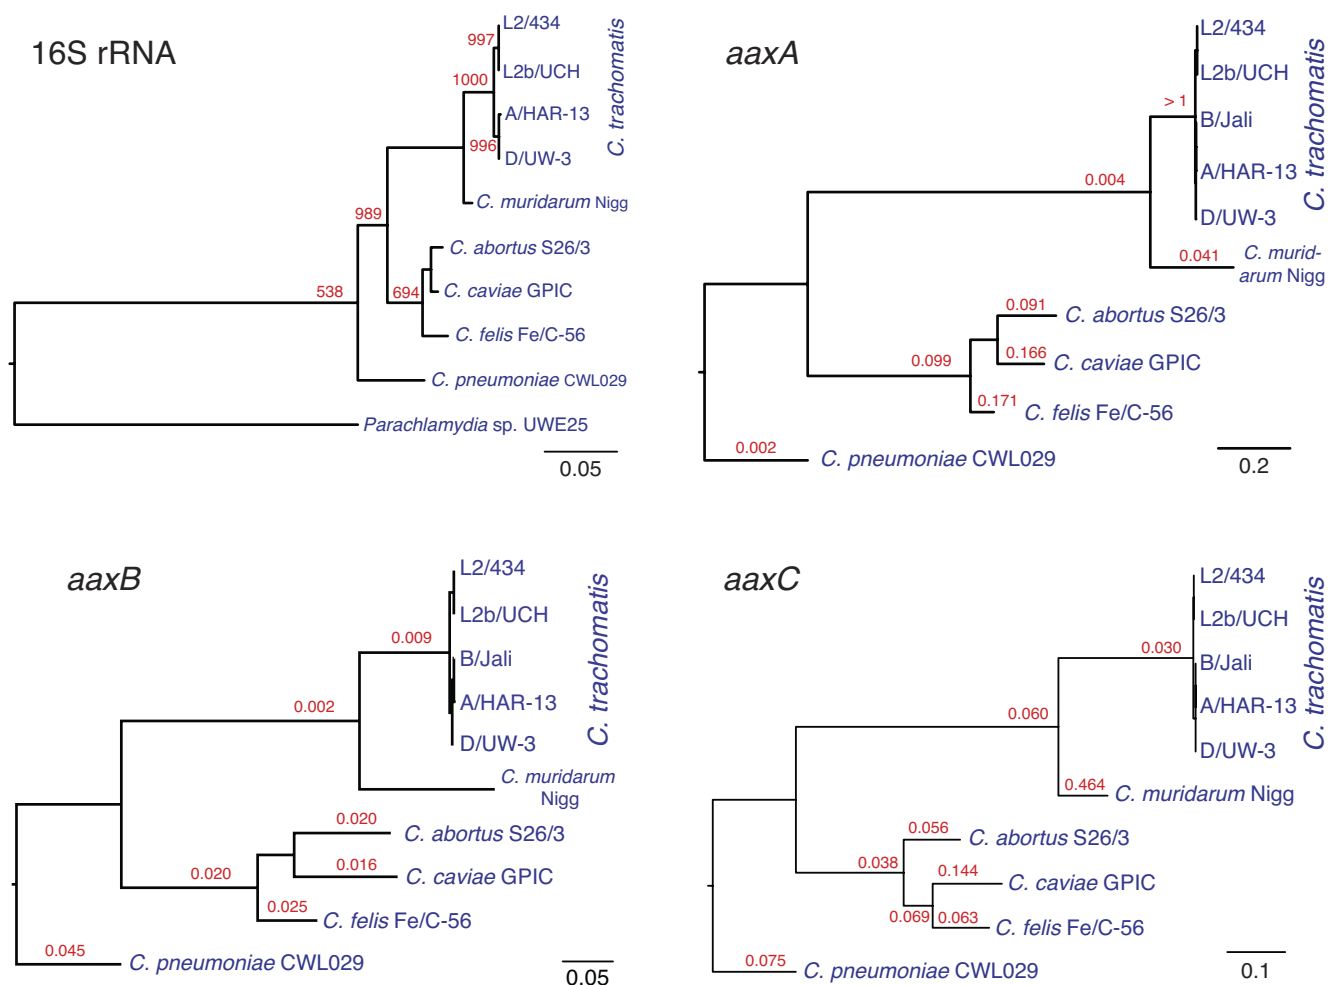 16S rRNA
L2/434
997
L2b/UCH
1000
A/HAR-13
996
D/UW-3
C. trachomatis
C. muridarum Nigg
989
C. abortus S26/3
694
C. caviae GPIC
538
C. felis Fe/C-56
C. pneumoniae CWL029
Parachlamydia sp. UWE25
0.05
aaxA
L2/434
L2b/UCH
> 1
B/Jali
A/HAR-13
D/UW-3
C. trachomatis
0.004
0.041
C. murid-
arum Nigg
0.091
C. abortus S26/3
0.099
0.166
C. caviae GPIC
0.171
C. felis Fe/C-56
0.002
C. pneumoniae CWL029
0.2
aaxB
L2/434
L2b/UCH
0.009
B/Jali
A/HAR-13
D/UW-3
C. trachomatis
0.002
C. muridarum
Nigg
0.020
C. abortus S26/3
0.020
0.016
C. caviae GPIC
0.025
C. felis Fe/C-56
0.045
C. pneumoniae CWL029
0.05
aaxC
L2/434
L2b/UCH
0.030
B/Jali
A/HAR-13
D/UW-3
C. trachomatis
0.060
0.464
C. muridarum Nigg
0.056
C. abortus S26/3
0.038
0.144
C. caviae GPIC
0.069
0.063
C. felis Fe/C-56
0.075
C. pneumoniae CWL029
0.1